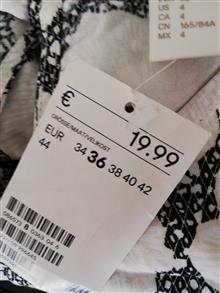 US 4
CA 4
CN 165/84A
MX 4
€ 19.99
GRÖSSE/MAAT/VELIKOST
EUR 34 36 38 40 42
44